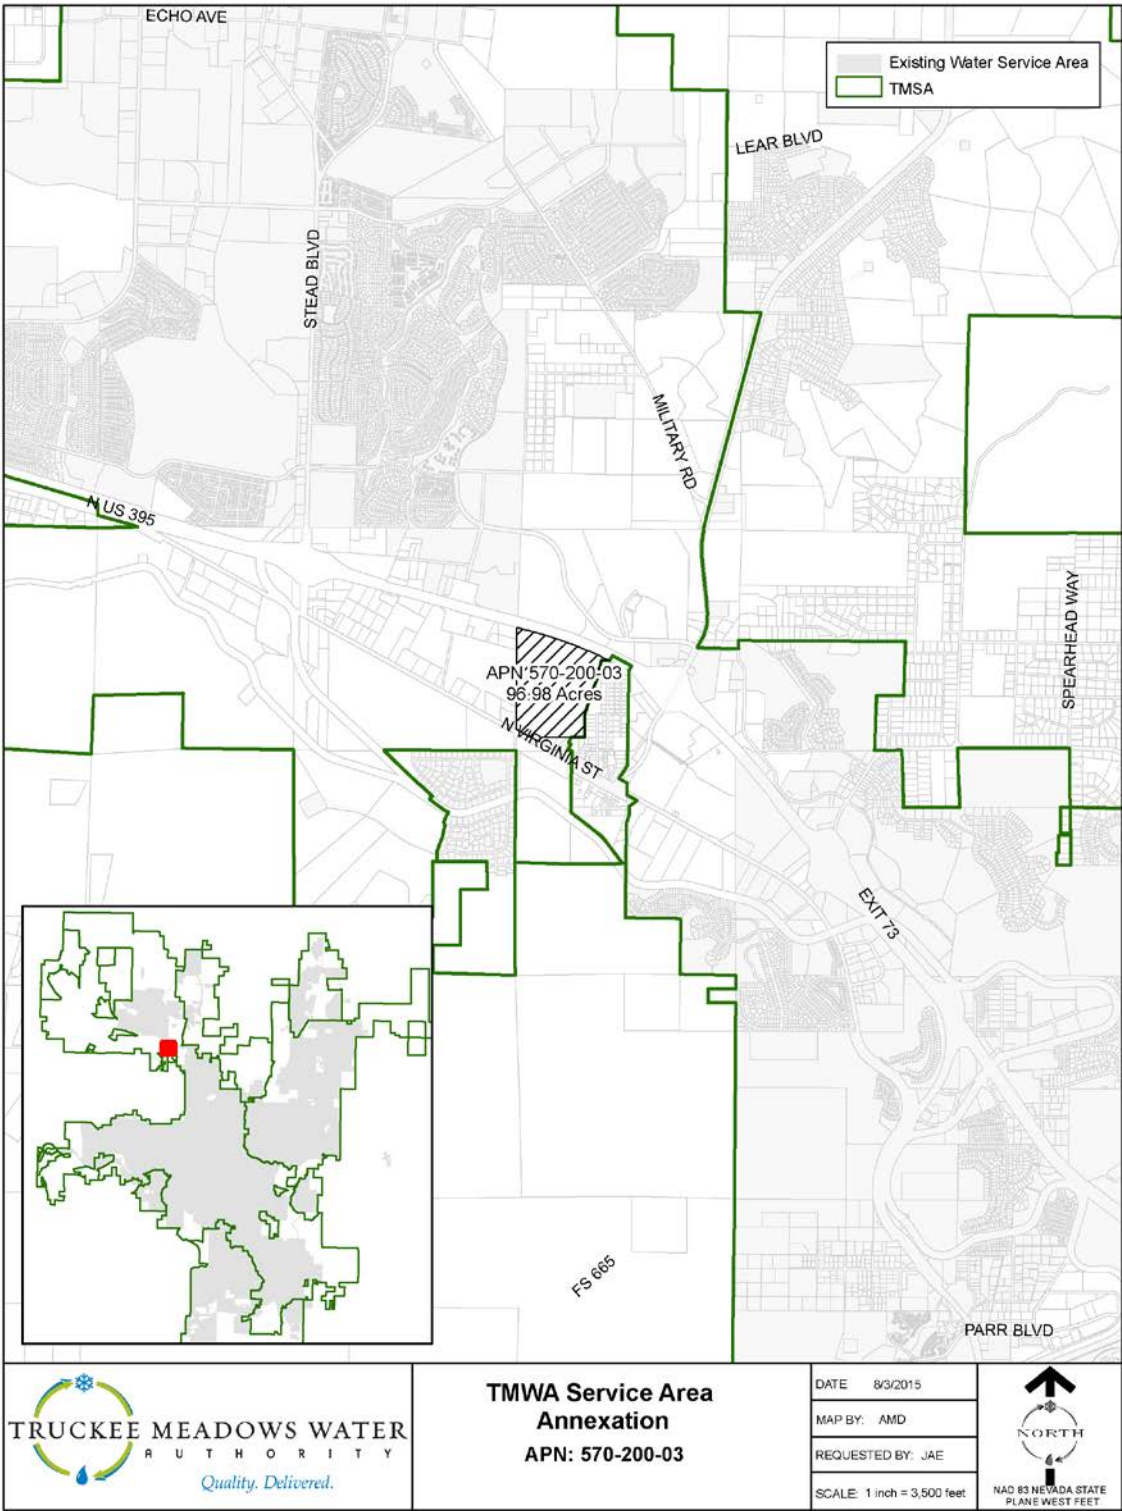 ECHO AVE
Existing Water Service Area
TMSA
LEAR BLVD
STEAD BLVD
MILITARY RD
N US 395
SPEARHEAD WAY
APN:570-200-03
96.98 Acres
N VIRGINIA ST
EXIT 73
FS 665
PARR BLVD
TRUCKEE MEADOWS WATER
AUTHORITY
Quality. Delivered.
TMWA Service Area
Annexation
APN: 570-200-03
DATE 8/3/2015
MAP BY: AMD
REQUESTED BY: JAE
SCALE: 1 inch = 3,500 feet
NORTH
NAD 83 NEVADA STATE
PLANE WEST FEET